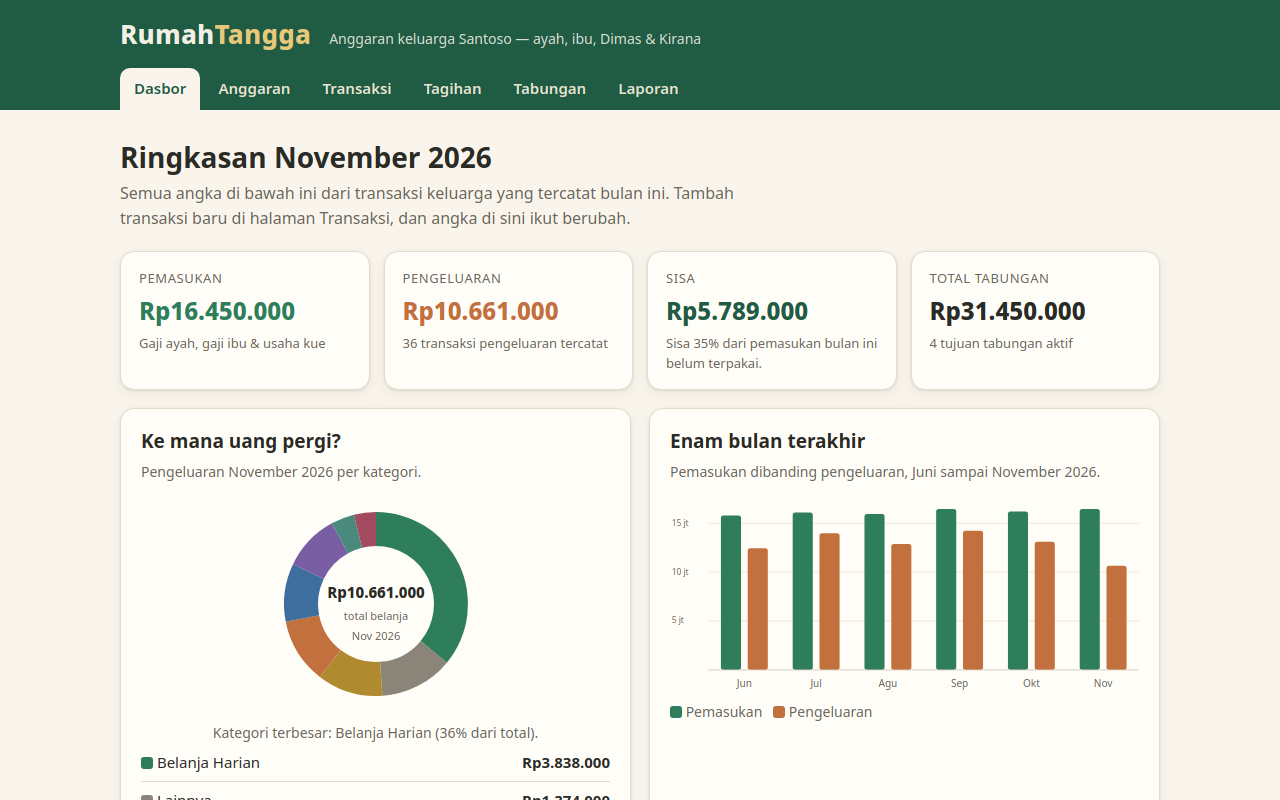 RumahTangga
Anggaran keluarga Santoso — ayah, ibu, Dimas & Kirana
Dasbor
Anggaran
Transaksi
Tagihan
Tabungan
Laporan
Ringkasan November 2026
Semua angka di bawah ini dari transaksi keluarga yang tercatat bulan ini. Tambah
transaksi baru di halaman Transaksi, dan angka di sini ikut berubah.
PEMASUKAN
Rp16.450.000
Gaji ayah, gaji ibu & usaha kue
PENGELUARAN
Rp10.661.000
36 transaksi pengeluaran tercatat
SISA
Rp5.789.000
Sisa 35% dari pemasukan bulan ini
belum terpakai.
TOTAL TABUNGAN
Rp31.450.000
4 tujuan tabungan aktif
Ke mana uang pergi?
Pengeluaran November 2026 per kategori.
Rp10.661.000
total belanja
Nov 2026
Kategori terbesar: Belanja Harian (36% dari total).
Belanja Harian
Rp3.838.000
Lainnya
Rp1.374.000
Enam bulan terakhir
Pemasukan dibanding pengeluaran, Juni sampai November 2026.
15 jt
10 jt
5 jt
Jun
Jul
Agu
Sep
Okt
Nov
Pemasukan
Pengeluaran